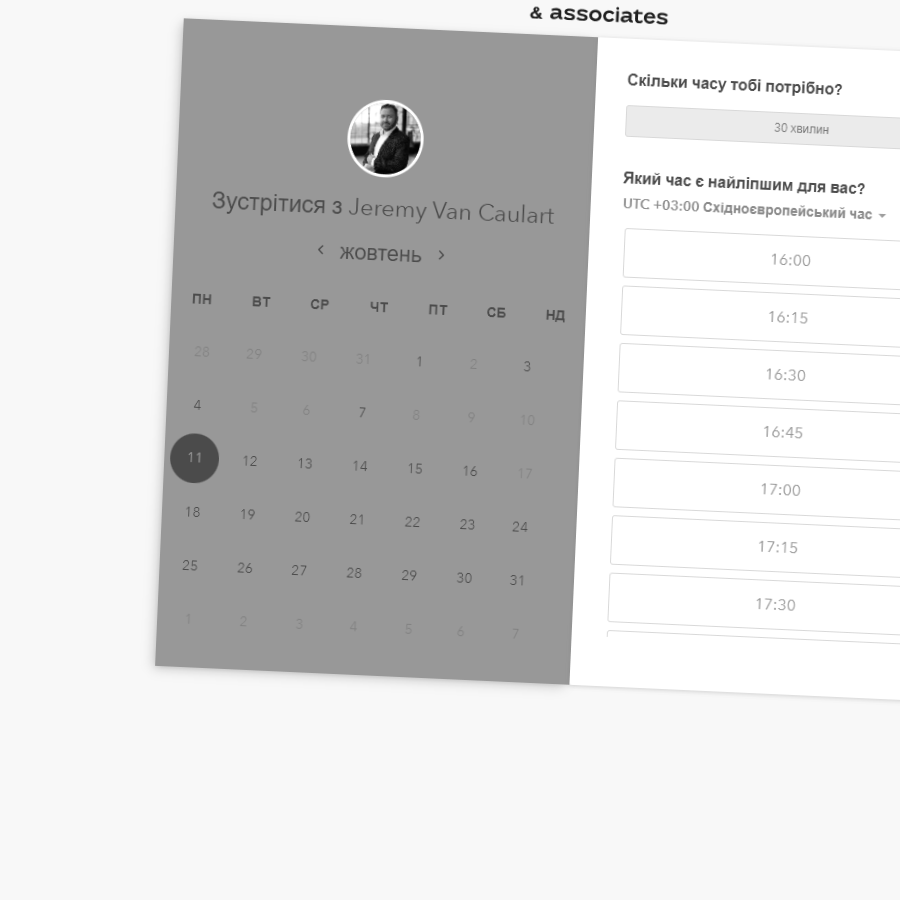 & associates
Зустрітися з Jeremy Van Caulart
жовтень
ПН ВТ СР ЧТ ПТ СБ НД
28 29 30 31 1 2 3
4 5 6 7 8 9 10
11 12 13 14 15 16 17
18 19 20 21 22 23 24
25 26 27 28 29 30 31
1 2 3 4 5 6 7
Скільки часу тобі потрібно?
30 хвилин
Який час є найліпшим для вас?
UTC +03:00 Східноєвропейський час
16:00
16:15
16:30
16:45
17:00
17:15
17:30